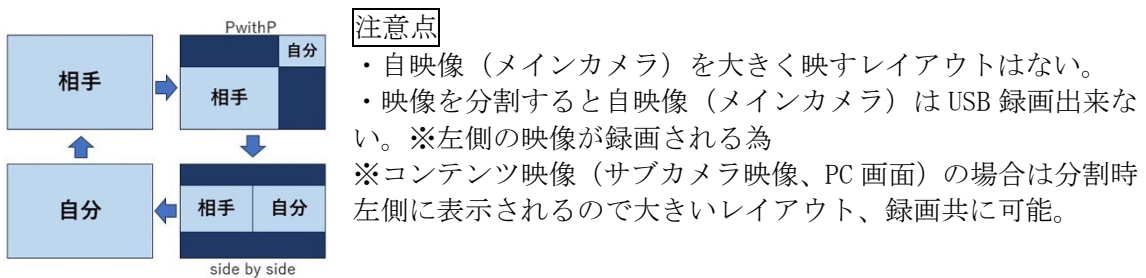 PwithP
相手
相手
自分
自分
相手
自分
side by side
注意点
・自映像（メインカメラ）を大きく映すレイアウトはない。
・映像を分割すると自映像（メインカメラ）は USB 録画出来な
い。※左側の映像が録画される為
※コンテンツ映像（サブカメラ映像、PC 画面）の場合は分割時
左側に表示されるので大きいレイアウト、録画共に可能。